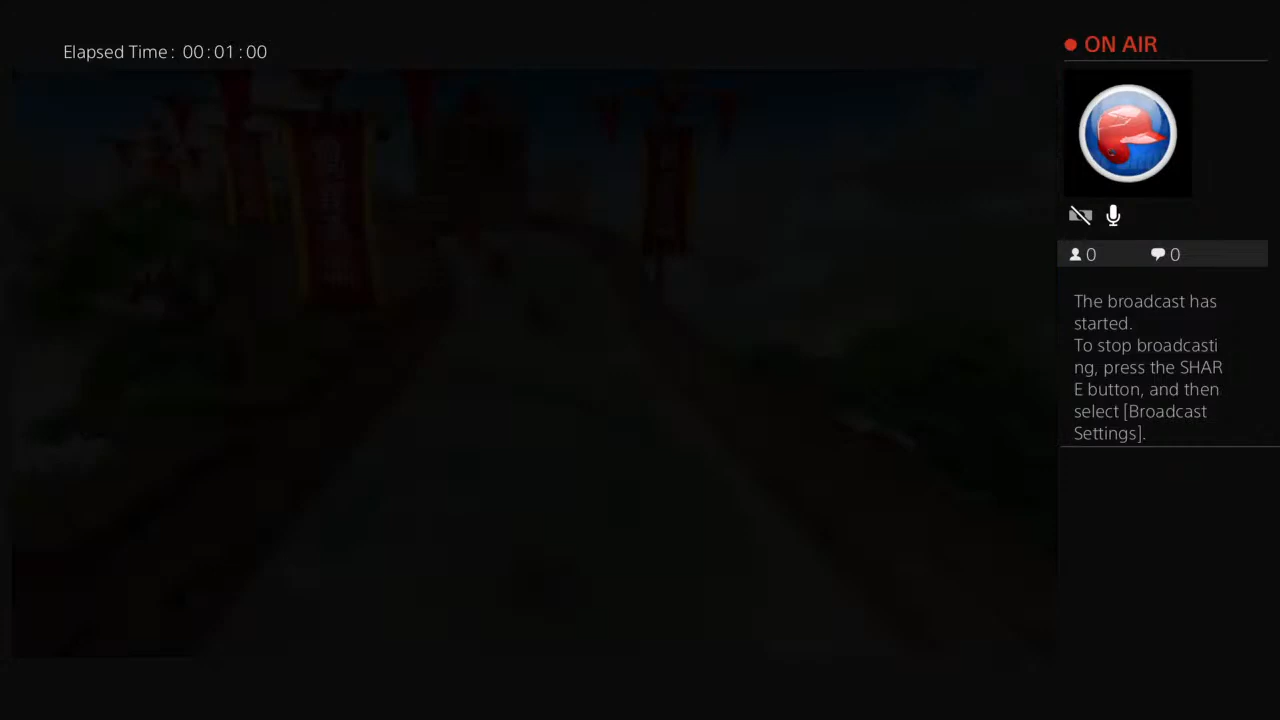 Elapsed Time: 00:01:00
ON AIR
0
0
The broadcast has
started.
To stop broadcasti
ng, press the SHAR
E button, and then
select [Broadcast
Settings].